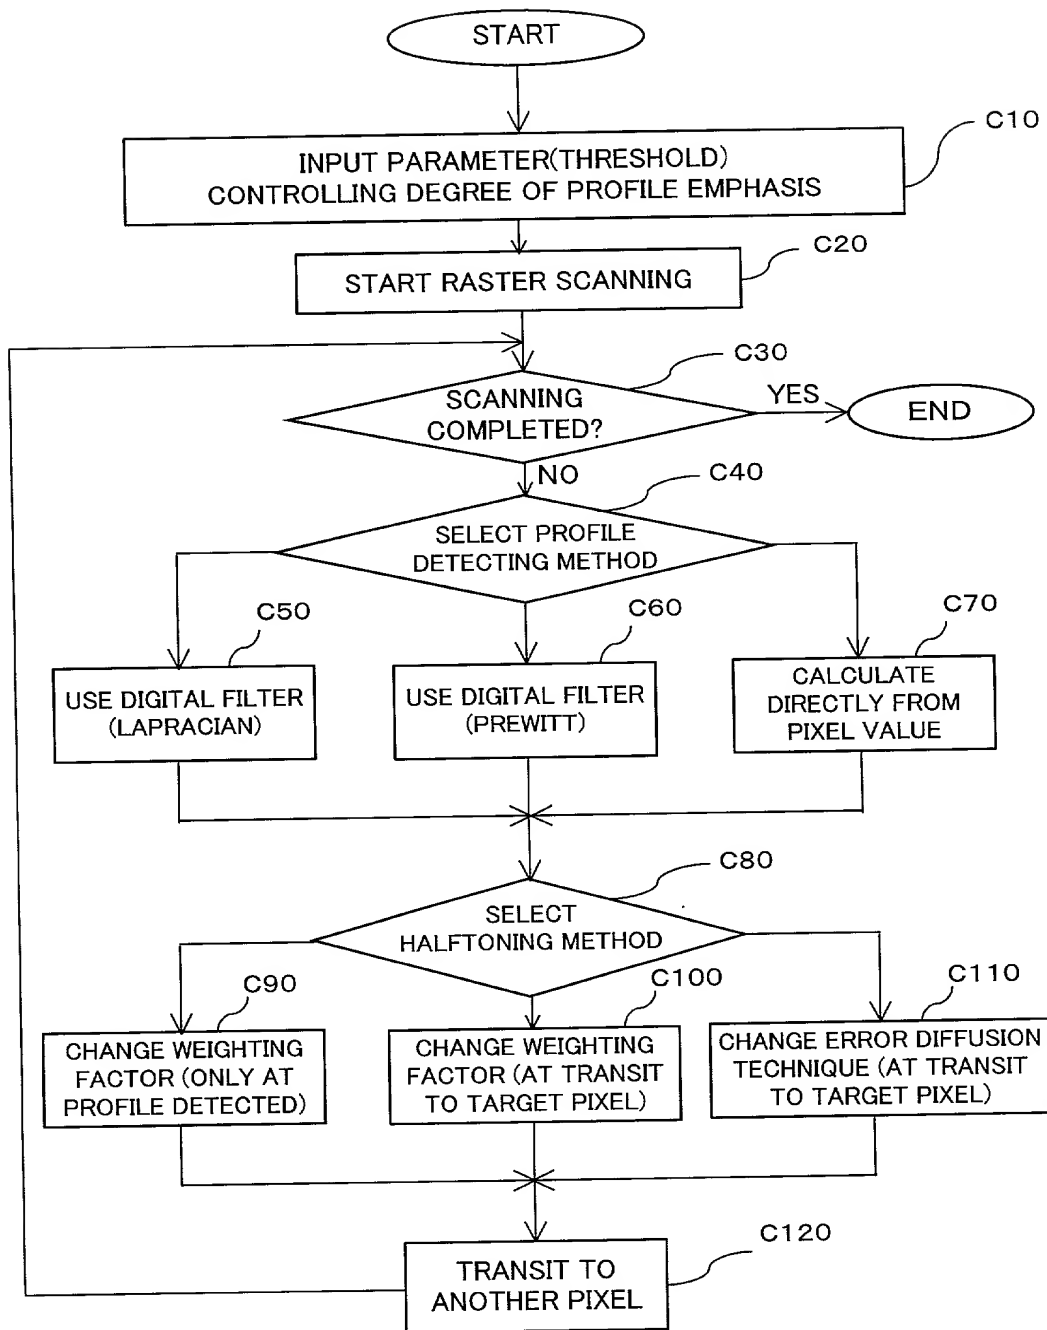 START
C10
INPUT PARAMETER(THRESHOLD)
CONTROLLING DEGREE OF PROFILE EMPHASIS
C20
START RASTER SCANNING
C30
SCANNING
COMPLETED?
YES
END
NO
C40
SELECT PROFILE
DETECTING METHOD
C50
USE DIGITAL FILTER
(LAPRACIAN)
C60
USE DIGITAL FILTER
(PREWITT)
C70
CALCULATE
DIRECTLY FROM
PIXEL VALUE
C80
SELECT
HALFTONING METHOD
C90
CHANGE WEIGHTING
FACTOR (ONLY AT
PROFILE DETECTED)
C100
CHANGE WEIGHTING
FACTOR (AT TRANSIT
TO TARGET PIXEL)
C110
CHANGE ERROR DIFFUSION
TECHNIQUE (AT TRANSIT
TO TARGET PIXEL)
C120
TRANSIT TO
ANOTHER PIXEL